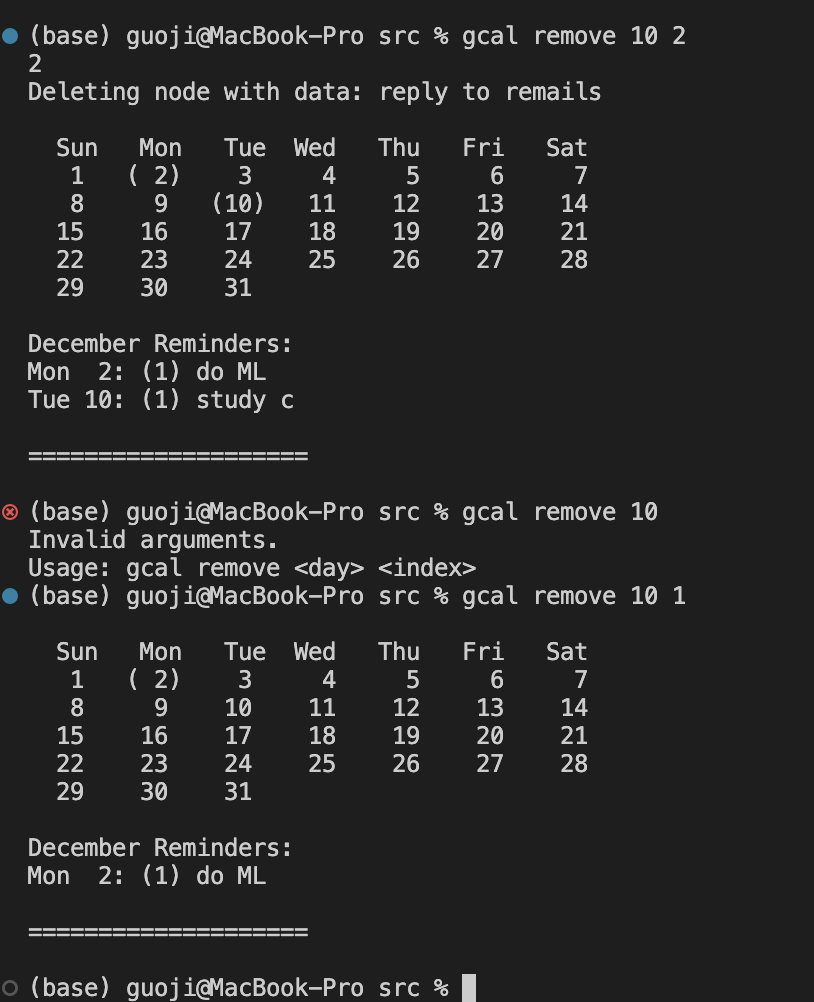 (base) guoji@MacBook-Pro src % gcal remove 10 2
2
Deleting node with data: reply to remails
Sun Mon Tue Wed Thu Fri Sat
1 ( 2) 3 4 5 6 7
8 9 (10) 11 12 13 14
15 16 17 18 19 20 21
22 23 24 25 26 27 28
29 30 31
December Reminders:
Mon  2: (1) do ML
Tue 10: (1) study c
====================
(base) guoji@MacBook-Pro src % gcal remove 10
Invalid arguments.
Usage: gcal remove <day> <index>
(base) guoji@MacBook-Pro src % gcal remove 10 1
Sun Mon Tue Wed Thu Fri Sat
1 ( 2) 3 4 5 6 7
8 9 10 11 12 13 14
15 16 17 18 19 20 21
22 23 24 25 26 27 28
29 30 31
December Reminders:
Mon  2: (1) do ML
====================
(base) guoji@MacBook-Pro src %